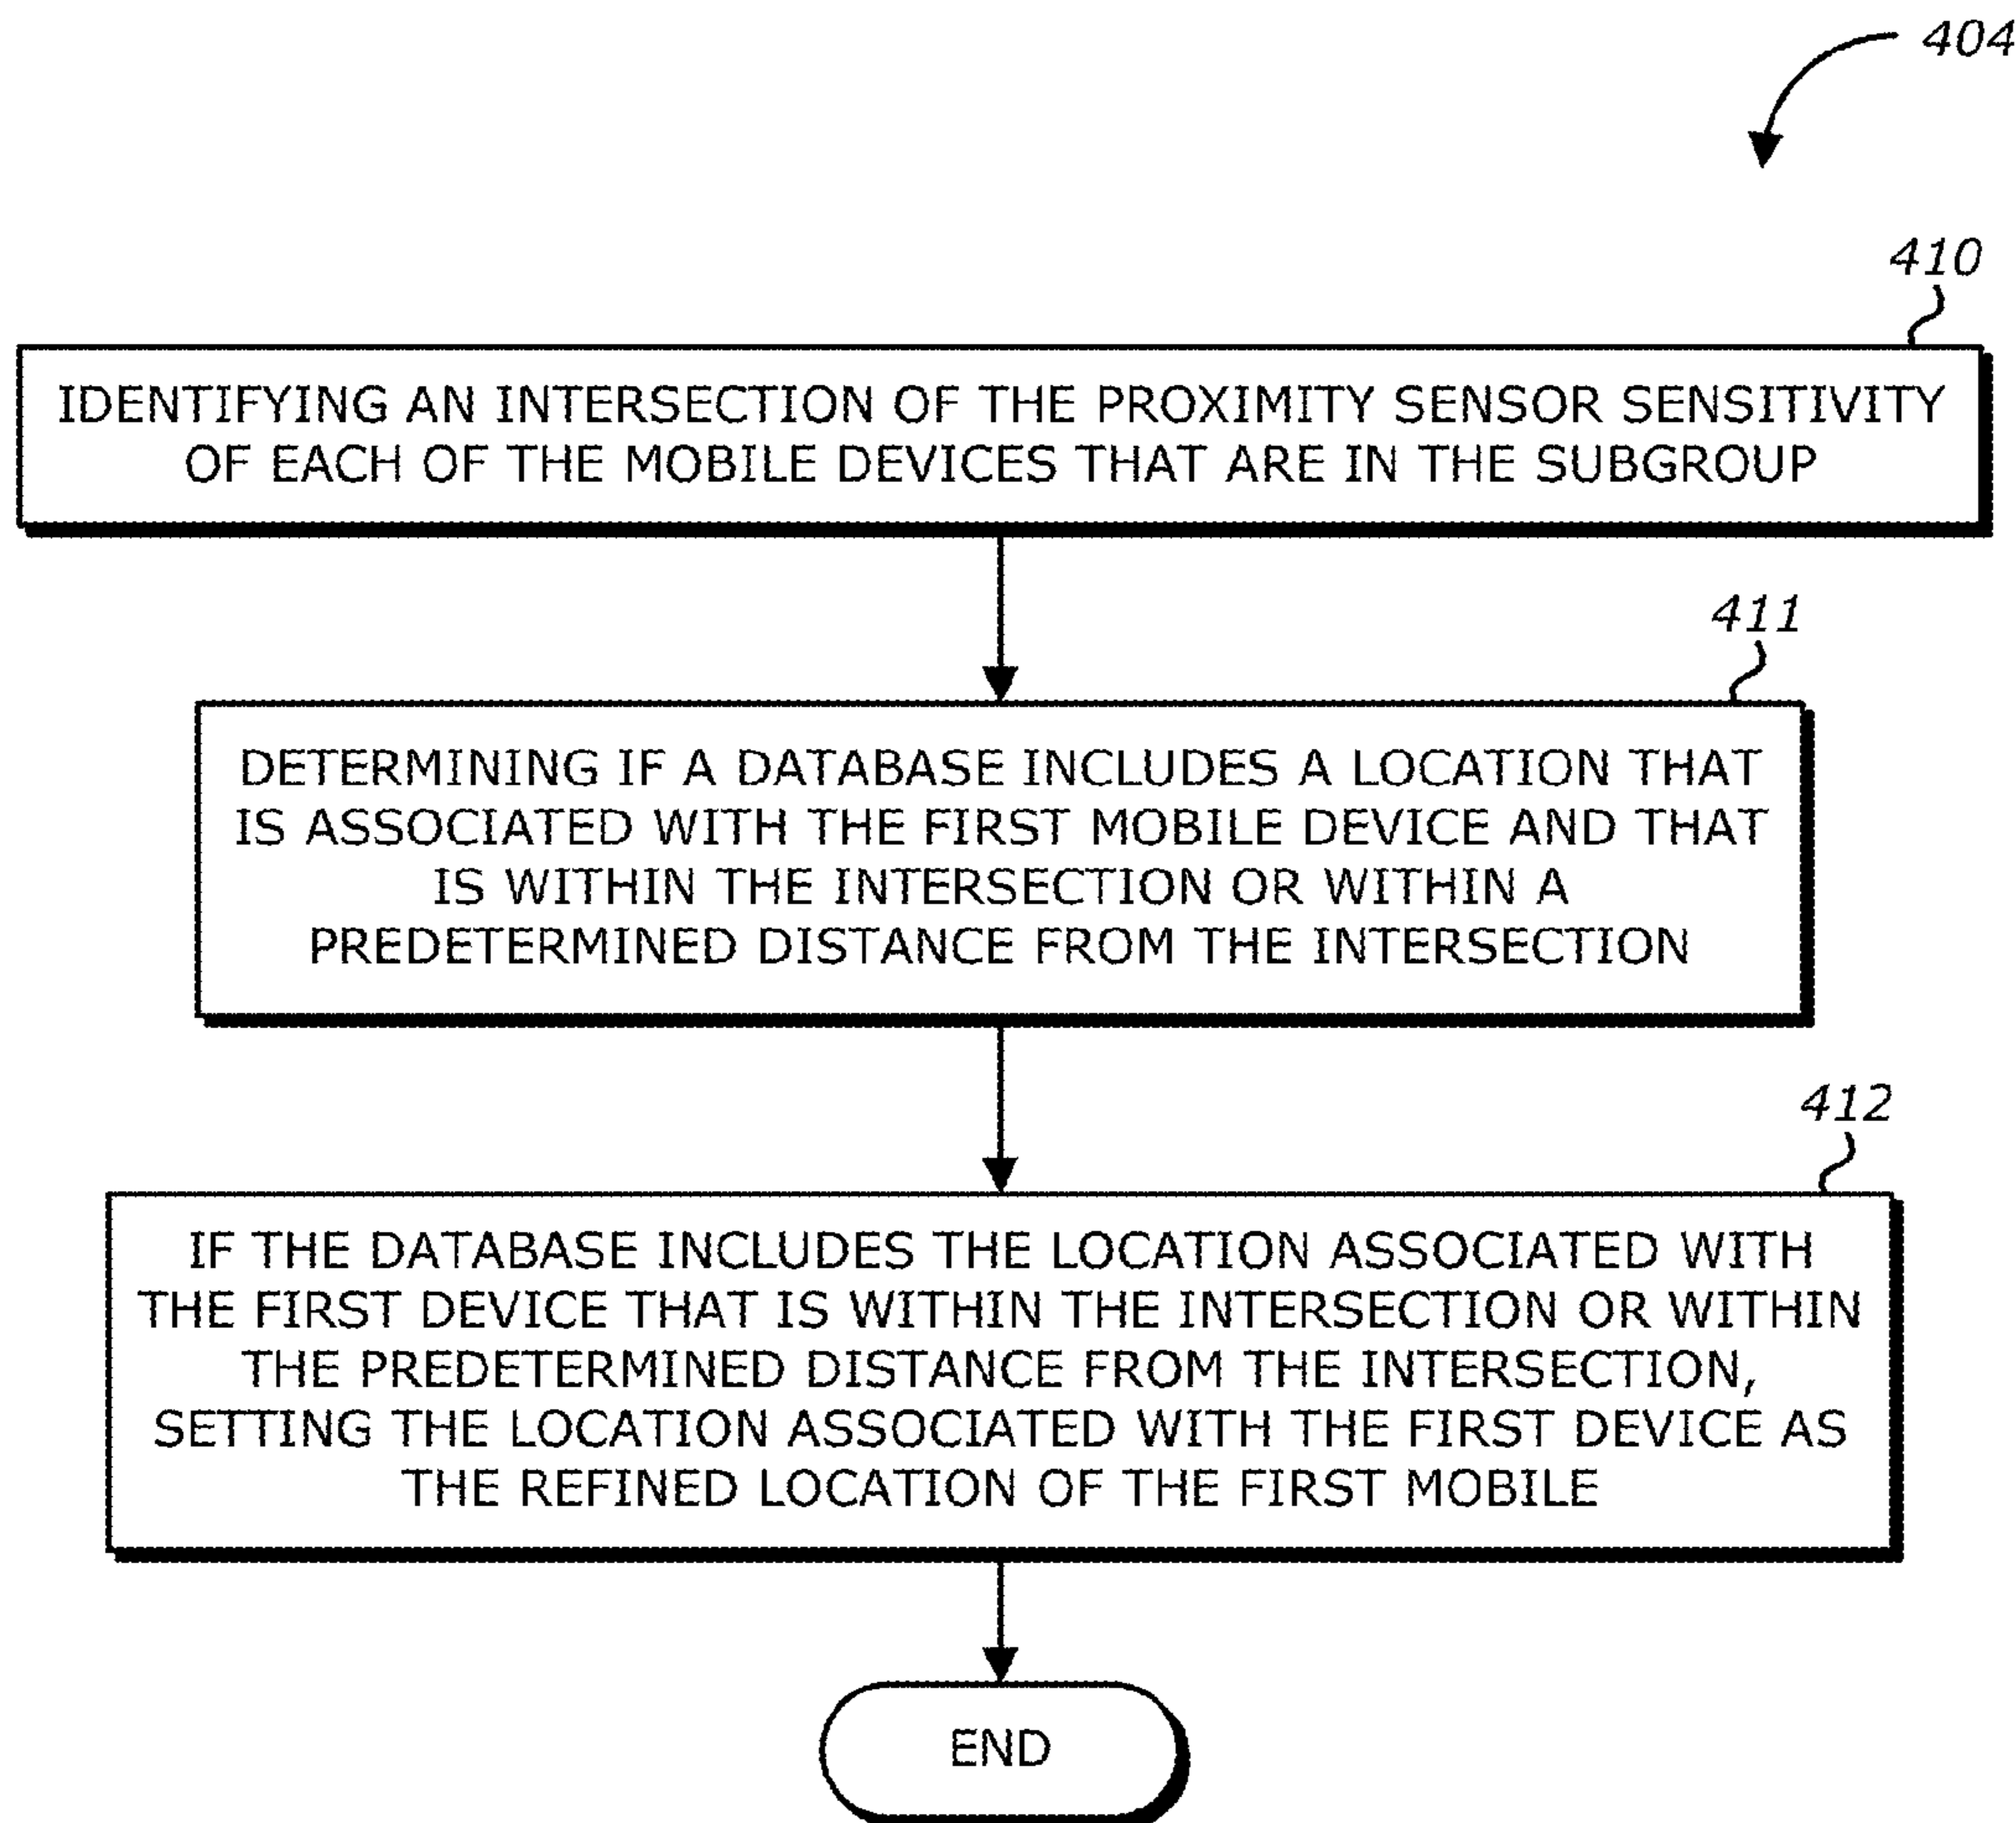 404
410
IDENTIFYING AN INTERSECTION OF THE PROXIMITY SENSOR SENSITIVITY
OF EACH OF THE MOBILE DEVICES THAT ARE IN THE SUBGROUP
411
DETERMINING IF A DATABASE INCLUDES A LOCATION THAT
IS ASSOCIATED WITH THE FIRST MOBILE DEVICE AND THAT
IS WITHIN THE INTERSECTION OR WITHIN A
PREDETERMINED DISTANCE FROM THE INTERSECTION
412
IF THE DATABASE INCLUDES THE LOCATION ASSOCIATED WITH
THE FIRST DEVICE THAT IS WITHIN THE INTERSECTION OR WITHIN
THE PREDETERMINED DISTANCE FROM THE INTERSECTION,
SETTING THE LOCATION ASSOCIATED WITH THE FIRST DEVICE AS
THE REFINED LOCATION OF THE FIRST MOBILE
END